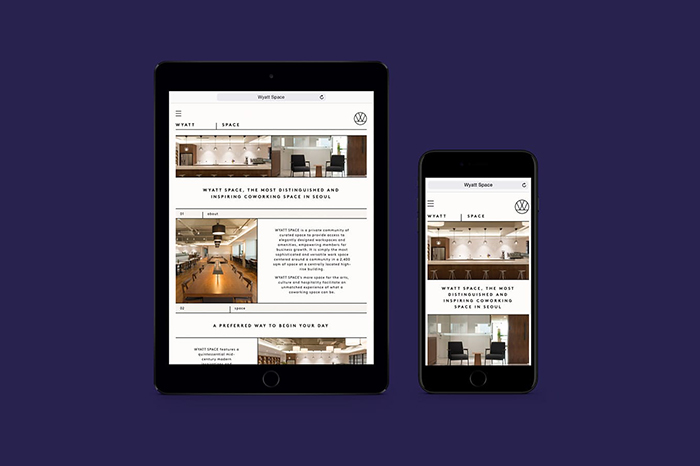 Wyatt Space
WYATT
SPACE
WYATT SPACE, THE MOST DISTINGUISHED AND
INSPIRING COWORKING SPACE IN SEOUL
01
about
WYATT SPACE is a private community of
curated space to provide access to
elegantly designed workspaces and
amenities, empowering members for
business growth. It is simply the most
sophisticated and versatile work space
centered around a community in a 2,400
sqm of space at a centrally located high-
rise building.
WYATT SPACE's more space for the arts,
culture and hospitality facilitate an
unmatched experience of what a
coworking space can be.
02
space
A PREFERRED WAY TO BEGIN YOUR DAY
WYATT SPACE features a
quintessential mid-
century modern
Wyatt Space
WYATT
SPACE
WYATT SPACE, THE MOST
DISTINGUISHED AND
INSPIRING COWORKING
SPACE IN SEOUL